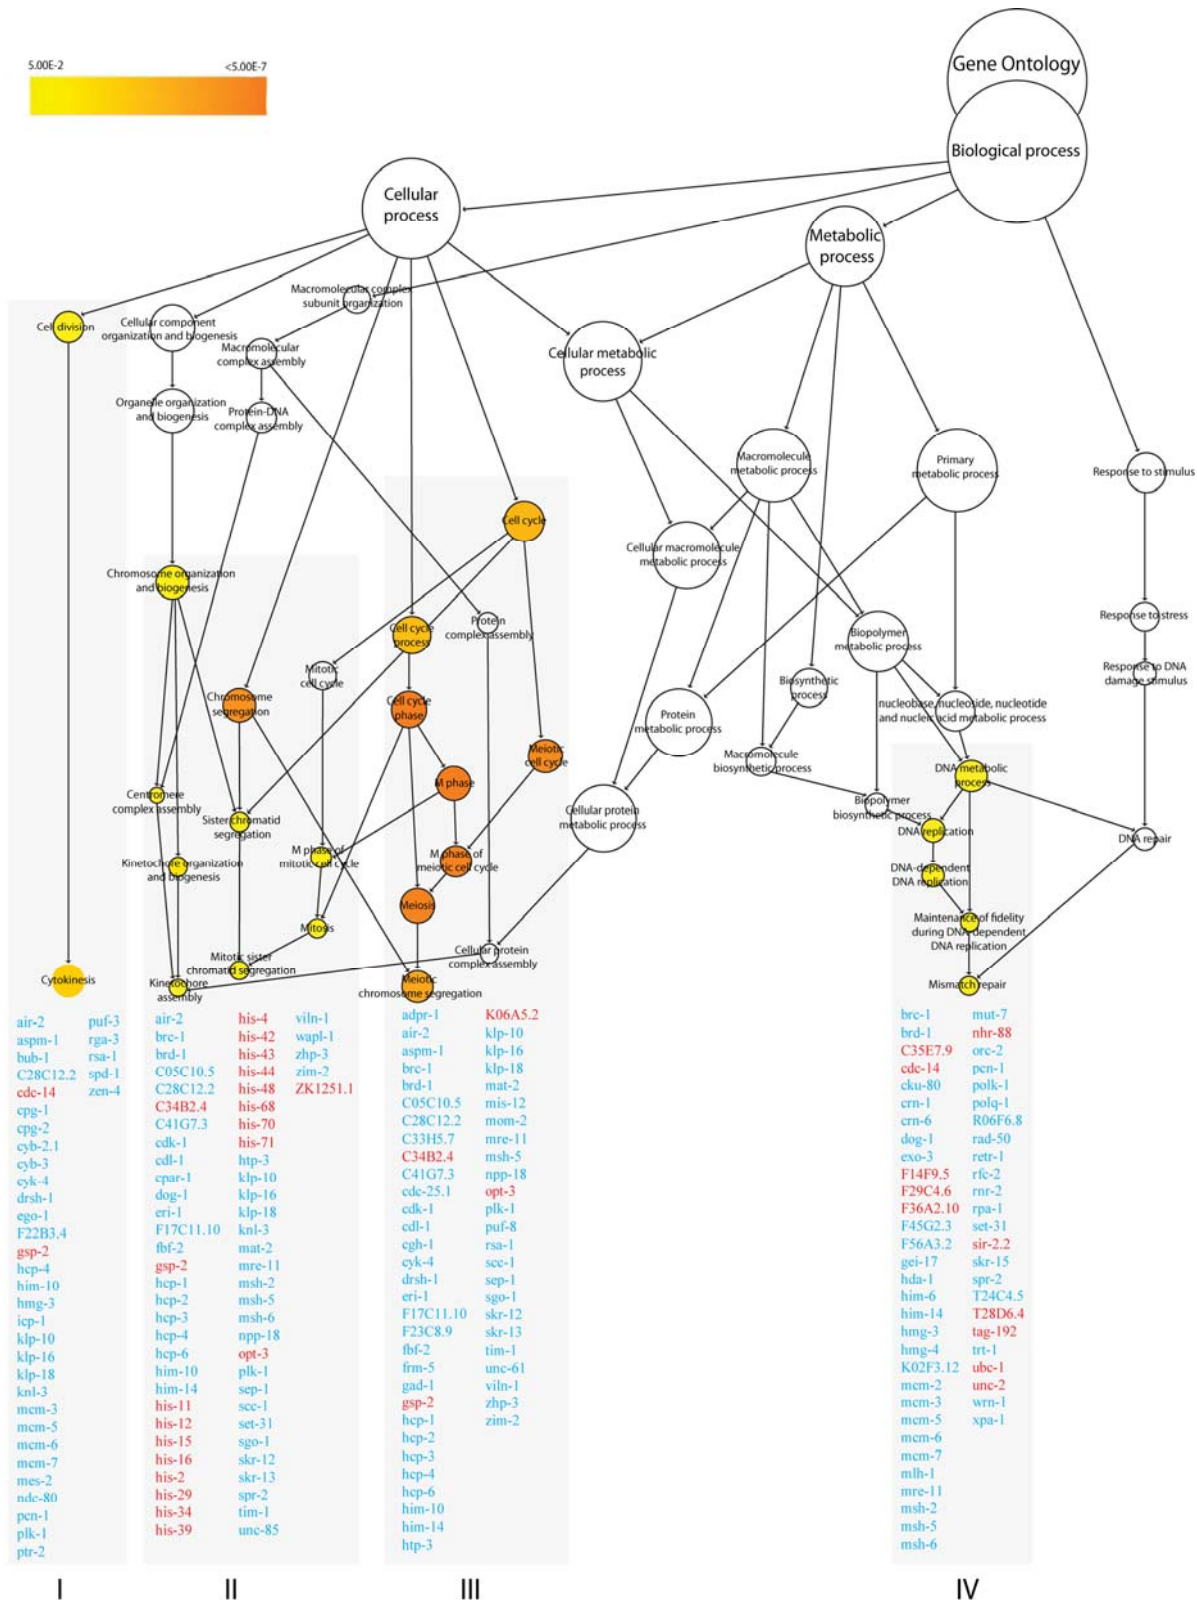 5.00E-2
<5.00E-7
Gene Ontology
Biological process
Cellular
process
Metabolic
process
Macromolecular complex
subunit organization
Cell division
Cellular component
organization and biogenesis
Macromolecular
complex assembly
Cellular metabolic
process
Organelle organization
and biogenesis
Protein-DNA
complex assembly
Macromolecule
metabolic process
Primary
metabolic process
Response to stimulus
Cell cycle
Cellular macromolecule
metabolic process
Chromosome organization
and biogenesis
Response to stress
Cell cycle
process
Protein
complex assembly
Biopolymer
metabolic process
Mitotic
cell cycle
Biosynthetic
process
Response to DNA
damage stimulus
Chromosome
segregation
Cell cycle
phase
Protein
metabolic process
nucleobase, nucleoside, nucleotide
and nucleic acid metabolic process
Meiotic
cell cycle
Macromolecule
biosynthetic process
DNA metabolic
process
M phase
Centromere
complex assembly
Sister chromatid
segregation
Cellular protein
metabolic process
Biopolymer
biosynthetic process
DNA replication
DNA repair
M phase of
mitotic cell cycle
M phase of
meiotic cell cycle
Kinetochore organization
and biogenesis
DNA-dependent
DNA replication
Meiosis
Mitosis
Maintenance of fidelity
during DNA-dependent
DNA replication
Mitotic sister
chromatid segregation
Cellular protein
complex assembly
Cytokinesis
Kinetochore
assembly
Meiotic
chromosome segregation
Mismatch repair
air-2
aspm-1
bub-1
C28C12.2
cdc-14
cpg-1
cpg-2
cyb-2.1
cyb-3
cyk-4
drsh-1
ego-1
F22B3.4
gsp-2
hcp-4
him-10
hmg-3
icp-1
klp-10
klp-16
klp-18
knl-3
mcm-3
mcm-5
mcm-6
mcm-7
mes-2
ndc-80
pcn-1
plk-1
ptr-2
puf-3
rga-3
rsa-1
spd-1
zen-4
I
air-2
brc-1
brd-1
C05C10.5
C28C12.2
C34B2.4
C41G7.3
cdk-1
cdl-1
cpar-1
dog-1
eri-1
F17C11.10
fbf-2
gsp-2
hcp-1
hcp-2
hcp-3
hcp-4
hcp-6
him-10
him-14
his-11
his-12
his-15
his-16
his-2
his-29
his-34
his-39
his-4
his-42
his-43
his-44
his-48
his-68
his-70
his-71
htp-3
klp-10
klp-16
klp-18
knl-3
mat-2
mre-11
msh-2
msh-5
msh-6
npp-18
opt-3
plk-1
sep-1
scc-1
set-31
sgo-1
skr-12
skr-13
spr-2
tim-1
unc-85
viln-1
wapl-1
zhp-3
zim-2
ZK1251.1
II
adpr-1
air-2
aspm-1
brc-1
brd-1
C05C10.5
C28C12.2
C33H5.7
C34B2.4
C41G7.3
cdc-25.1
cdk-1
cdl-1
cgh-1
cyk-4
drsh-1
eri-1
F17C11.10
F23C8.9
fbf-2
frm-5
gad-1
gsp-2
hcp-1
hcp-2
hcp-3
hcp-4
hcp-6
him-10
him-14
htp-3
K06A5.2
klp-10
klp-16
klp-18
mat-2
mis-12
mom-2
mre-11
msh-5
npp-18
opt-3
plk-1
puf-8
rsa-1
scc-1
sep-1
sgo-1
skr-12
skr-13
tim-1
unc-61
viln-1
zhp-3
zim-2
III
brc-1
brd-1
C35E7.9
cdc-14
cku-80
crn-1
crn-6
dog-1
exo-3
F14F9.5
F29C4.6
F36A2.10
F45G2.3
F56A3.2
gei-17
hda-1
him-6
him-14
hmg-3
hmg-4
K02F3.12
mcm-2
mcm-3
mcm-5
mcm-6
mcm-7
mlh-1
mre-11
msh-2
msh-5
msh-6
mut-7
nhr-88
orc-2
pcn-1
polk-1
polq-1
R06F6.8
rad-50
retr-1
rfc-2
rnr-2
rpa-1
set-31
sir-2.2
skr-15
spr-2
T24C4.5
T28D6.4
tag-192
trt-1
ubc-1
unc-2
wrn-1
xpa-1
IV